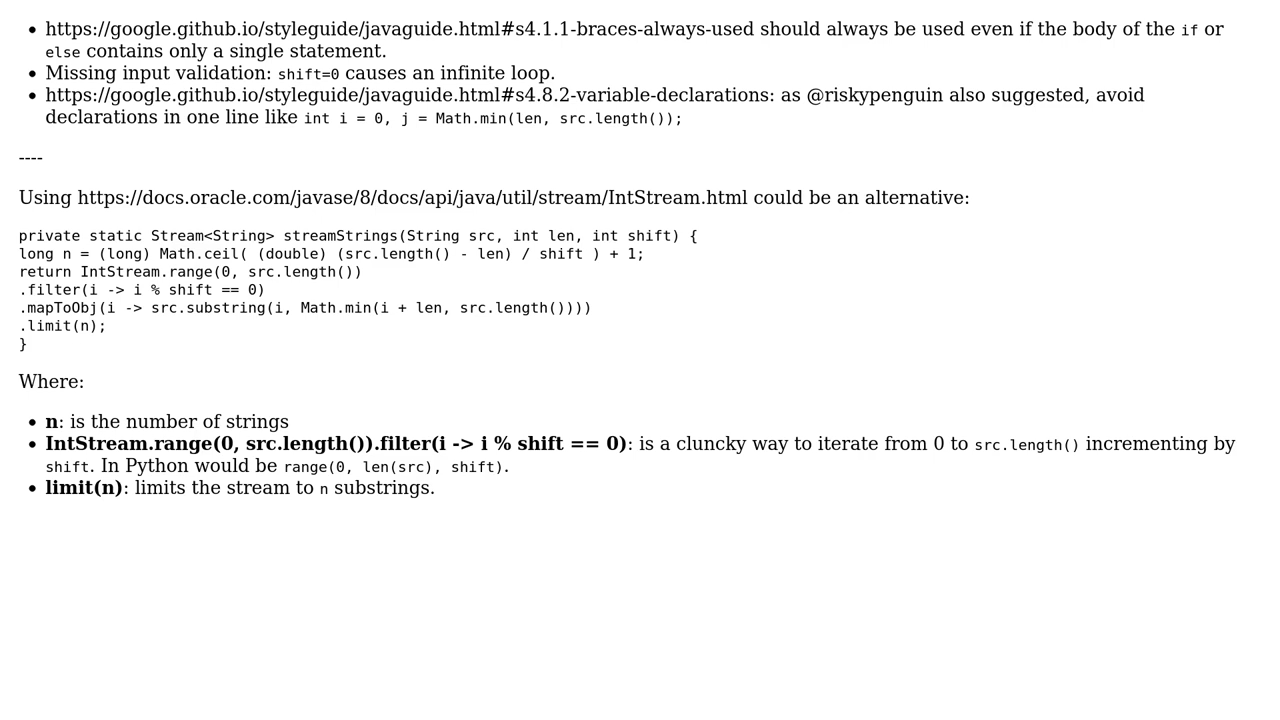 https://google.github.io/styleguide/javaguide.html#s4.1.1-braces-always-used should always be used even if the body of the if or
else contains only a single statement.
Missing input validation: shift=0 causes an infinite loop.
https://google.github.io/styleguide/javaguide.html#s4.8.2-variable-declarations: as @riskypenguin also suggested, avoid
declarations in one line like int i = 0, j = Math.min(len, src.length());
----
Using https://docs.oracle.com/javase/8/docs/api/java/util/stream/IntStream.html could be an alternative:
private static Stream<String> streamStrings(String src, int len, int shift) {
long n = (long) Math.ceil( (double) (src.length() - len) / shift ) + 1;
return IntStream.range(0, src.length())
.filter(i -> i % shift == 0)
.mapToObj(i -> src.substring(i, Math.min(i + len, src.length())))
.limit(n);
}
Where:
n: is the number of strings
IntStream.range(0, src.length()).filter(i -> i % shift == 0): is a cluncky way to iterate from 0 to src.length() incrementing by
shift. In Python would be range(0, len(src), shift).
limit(n): limits the stream to n substrings.